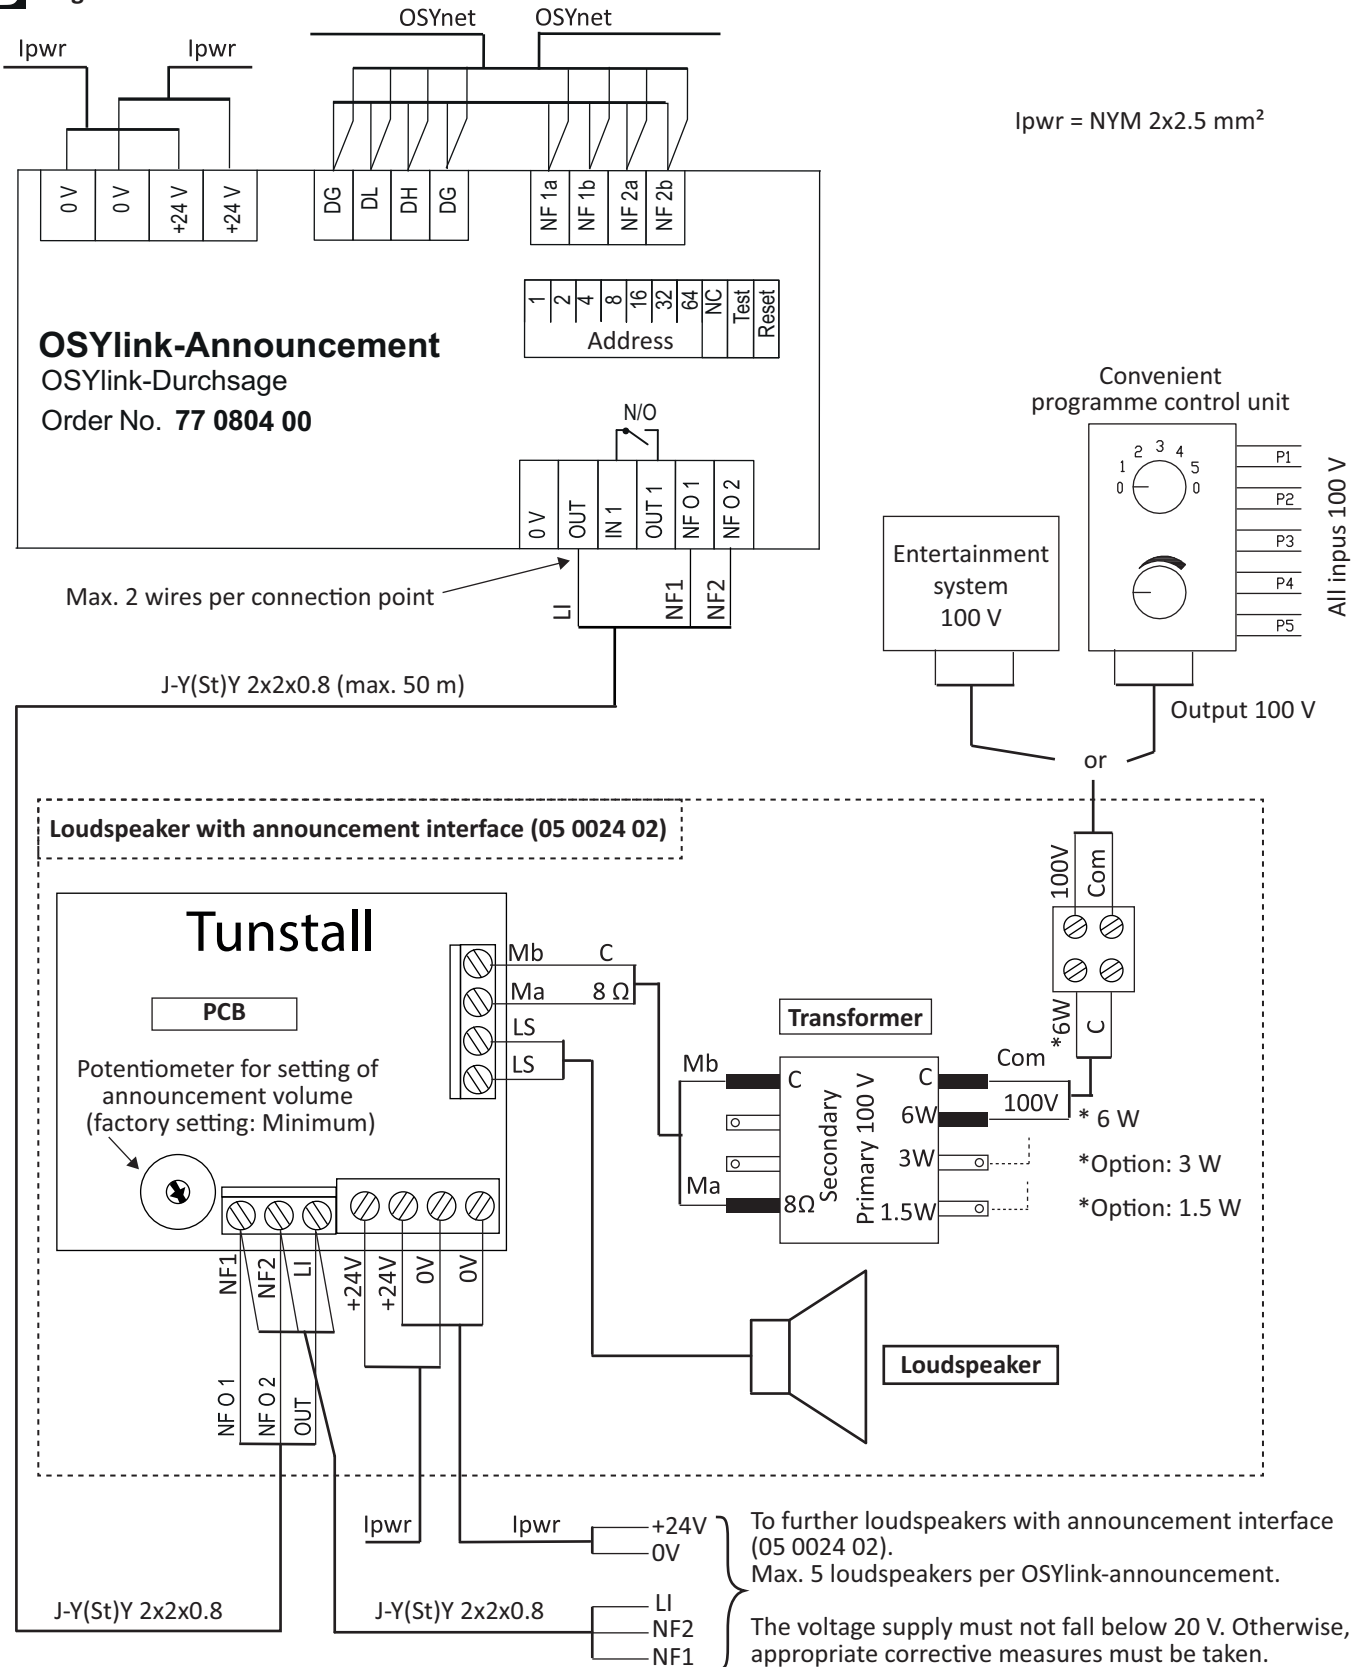 OSYnet OSYnet
Ipwr Ipwr
Ipwr = NYM 2x2.5 mm²
0 V
0 V
+24 V
+24 V
DG
DL
DH
DG
NF 1a
NF 1b
NF 2a
NF 2b
1
2
4
8
16
32
64
NC
Test
Reset
Address
OSYlink-Announcement
OSYlink-Durchsage
Order No. 77 0804 00
N/O
0 V
OUT
IN 1
OUT 1
NF O 1
NF O 2
Max. 2 wires per connection point
LI
NF1
NF2
J-Y(St)Y 2x2x0.8 (max. 50 m)
Convenient
programme control unit
0 1 2 3 4 5 0
P1
P2
P3
P4
P5
All inpus 100 V
Entertainment
system
100 V
Output 100 V
or
Loudspeaker with announcement interface (05 0024 02)
100V
Com
*6W
C
Tunstall
PCB
Potentiometer for setting of
announcement volume
(factory setting: Minimum)
Mb C
Ma 8 Ω
LS
LS
Transformer
Mb
Ma
C
8Ω
Secondary
Primary 100 V
C
6W
3W
1.5W
Com
100V
* 6 W
*Option: 3 W
*Option: 1.5 W
NF1
NF2
LI
+24V
+24V
0V
0V
NF O 1
NF O 2
OUT
Loudspeaker
Ipwr Ipwr
+24V
0V
J-Y(St)Y 2x2x0.8 J-Y(St)Y 2x2x0.8
LI
NF2
NF1
To further loudspeakers with announcement interface
(05 0024 02).
Max. 5 loudspeakers per OSYlink-announcement.
The voltage supply must not fall below 20 V. Otherwise,
appropriate corrective measures must be taken.